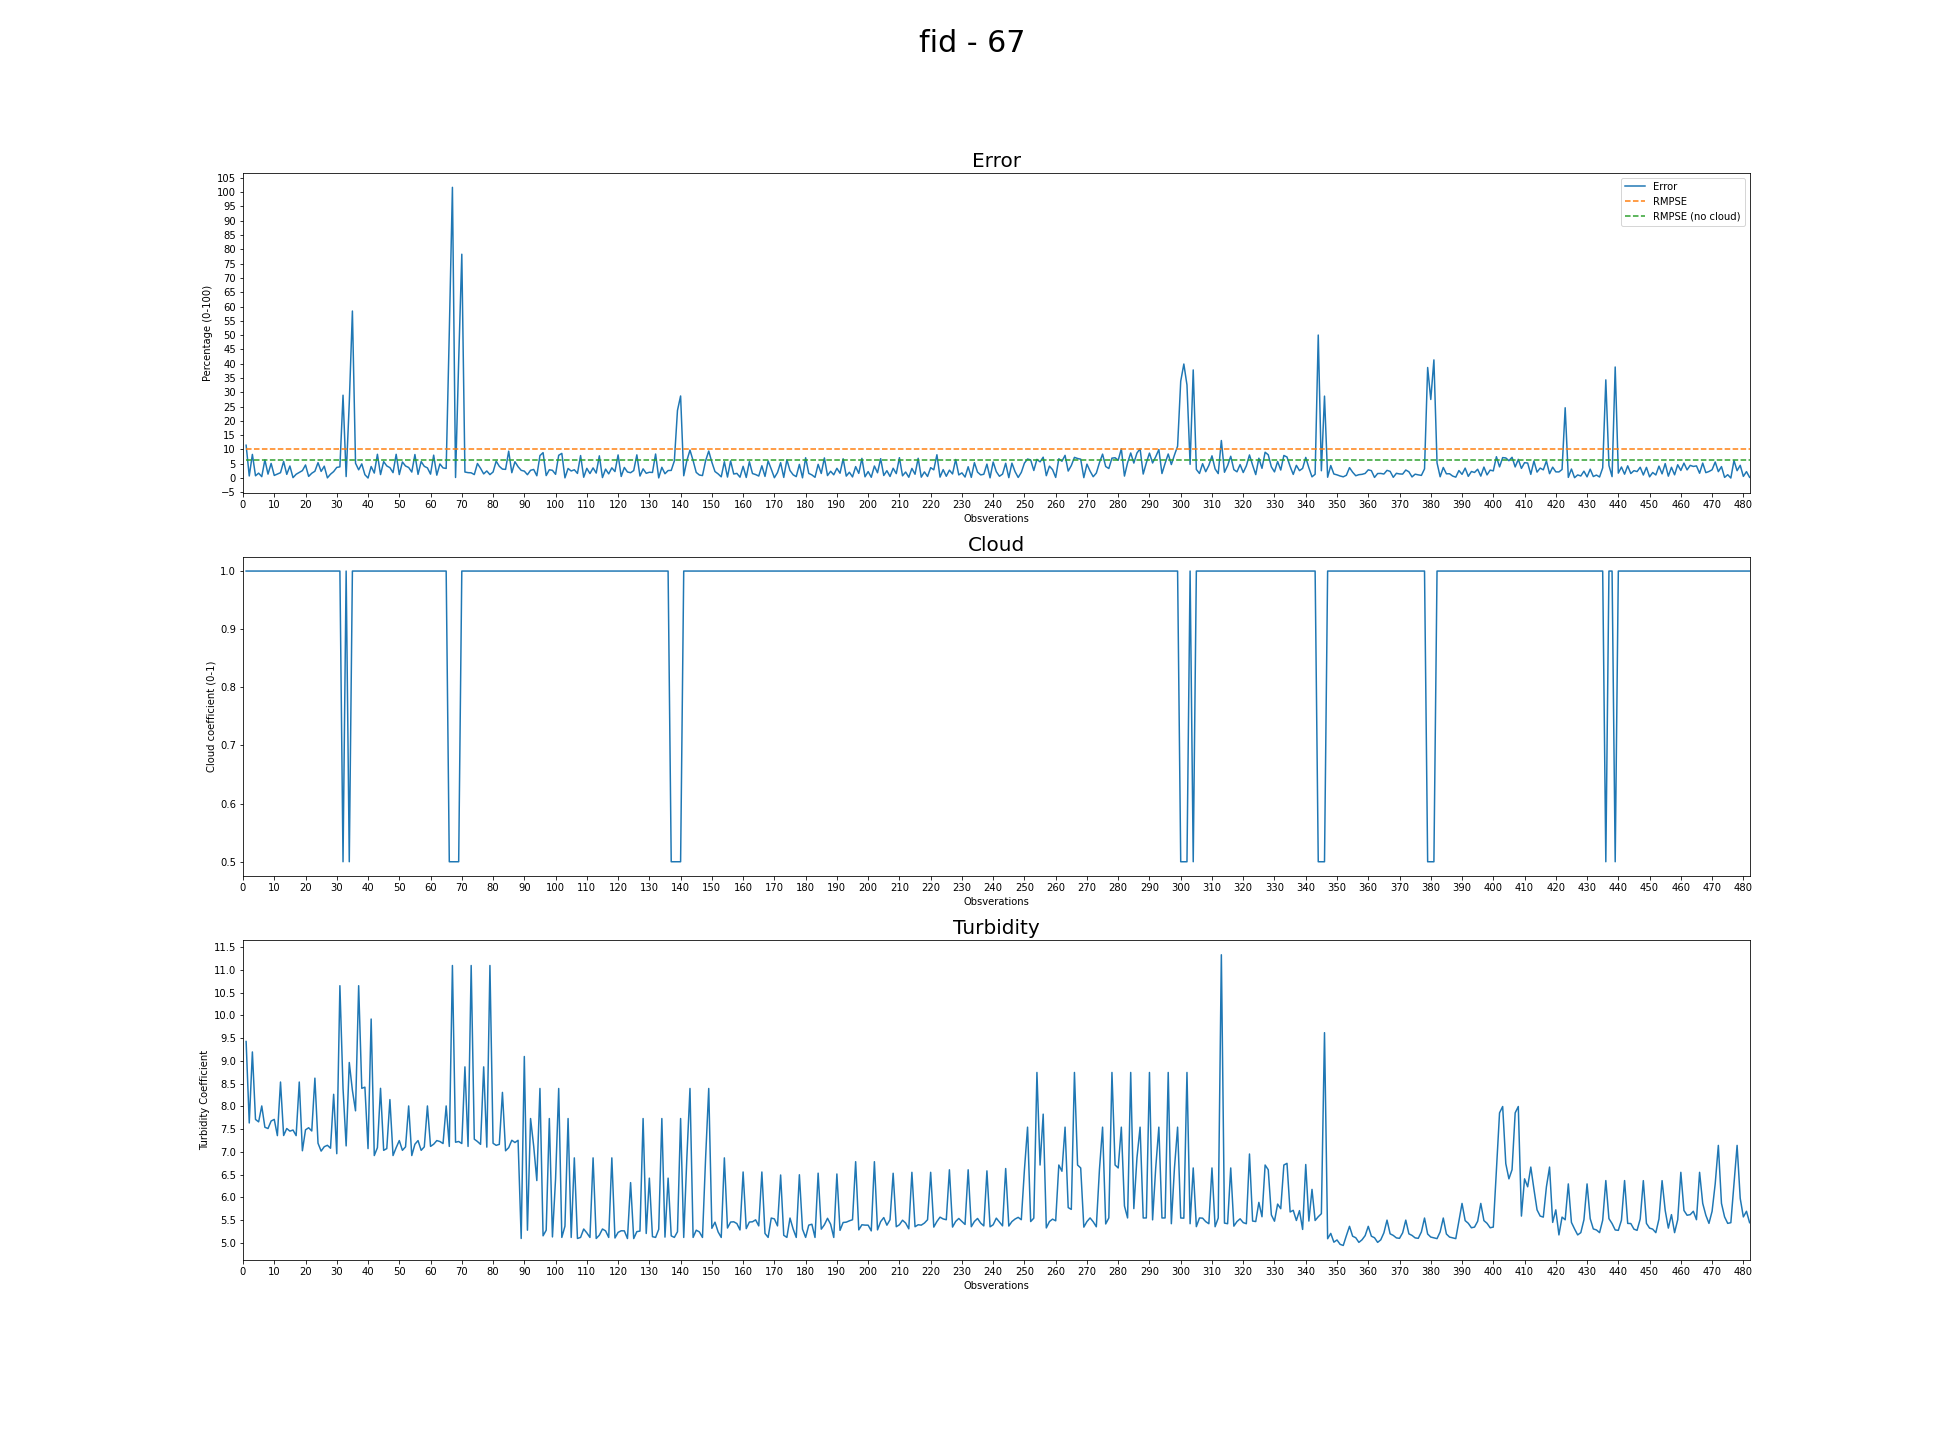 fid - 67
Error
105
100
95
90
85
80
75
70
65
60
55
50
45
40
35
30
25
20
15
10
5
0
−5
Percentage (0-100)
Error
RMPSE
RMPSE (no cloud)
0 10 20 30 40 50 60 70 80 90 100 110 120 130 140 150 160 170 180 190 200 210 220 230 240 250 260 270 280 290 300 310 320 330 340 350 360 370 380 390 400 410 420 430 440 450 460 470 480
Obsverations
Cloud
1.0
0.9
0.8
0.7
0.6
0.5
Cloud coefficient (0-1)
0 10 20 30 40 50 60 70 80 90 100 110 120 130 140 150 160 170 180 190 200 210 220 230 240 250 260 270 280 290 300 310 320 330 340 350 360 370 380 390 400 410 420 430 440 450 460 470 480
Obsverations
Turbidity
11.5
11.0
10.5
10.0
9.5
9.0
8.5
8.0
7.5
7.0
6.5
6.0
5.5
5.0
Turbidity Coefficient
0 10 20 30 40 50 60 70 80 90 100 110 120 130 140 150 160 170 180 190 200 210 220 230 240 250 260 270 280 290 300 310 320 330 340 350 360 370 380 390 400 410 420 430 440 450 460 470 480
Obsverations